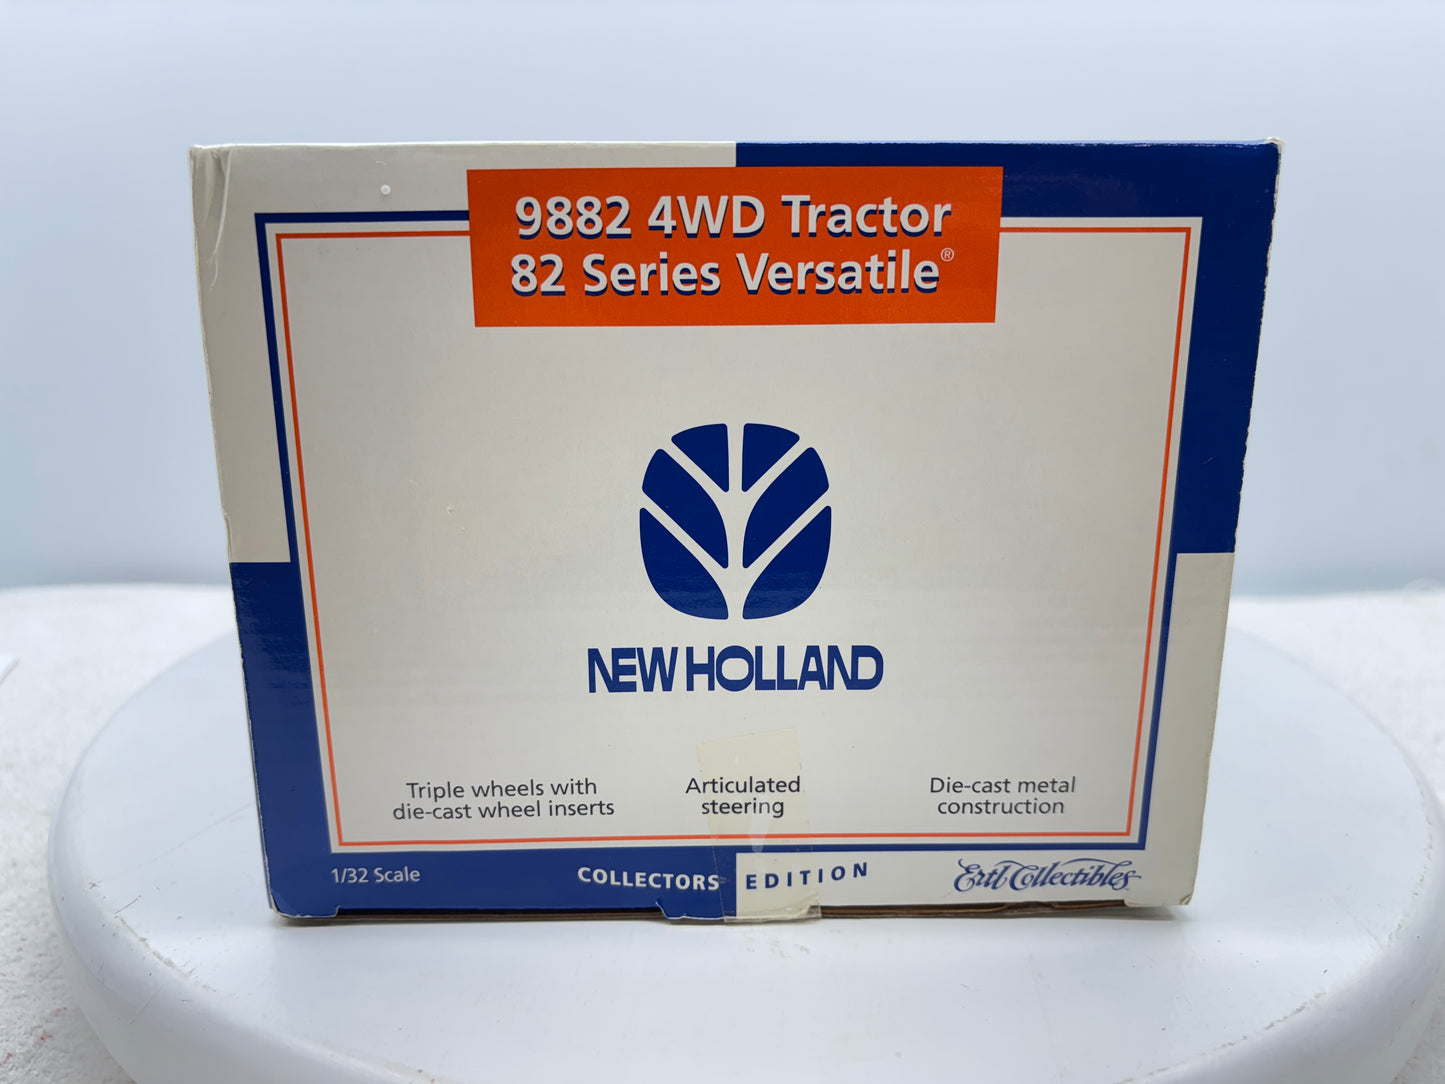 9882 4WD Tractor
82 Series Versatile®
NEW HOLLAND
Triple wheels with
die-cast wheel inserts
Articulated
steering
Die-cast metal
construction
1/32 Scale
COLLECTORS EDITION
Ertl Collectibles